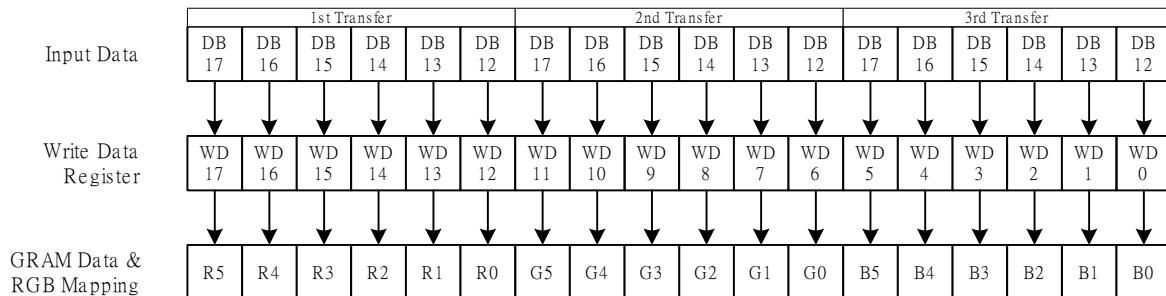 1st Transfer 2nd Transfer 3rd Transfer
Input Data DB 17 DB 16 DB 15 DB 14 DB 13 DB 12 DB 17 DB 16 DB 15 DB 14 DB 13 DB 12 DB 17 DB 16 DB 15 DB 14 DB 13 DB 12
Write Data Register WD 17 WD 16 WD 15 WD 14 WD 13 WD 12 WD 11 WD 10 WD 9 WD 8 WD 7 WD 6 WD 5 WD 4 WD 3 WD 2 WD 1 WD 0
GRAM Data & RGB Mapping R5 R4 R3 R2 R1 R0 G5 G4 G3 G2 G1 G0 B5 B4 B3 B2 B1 B0